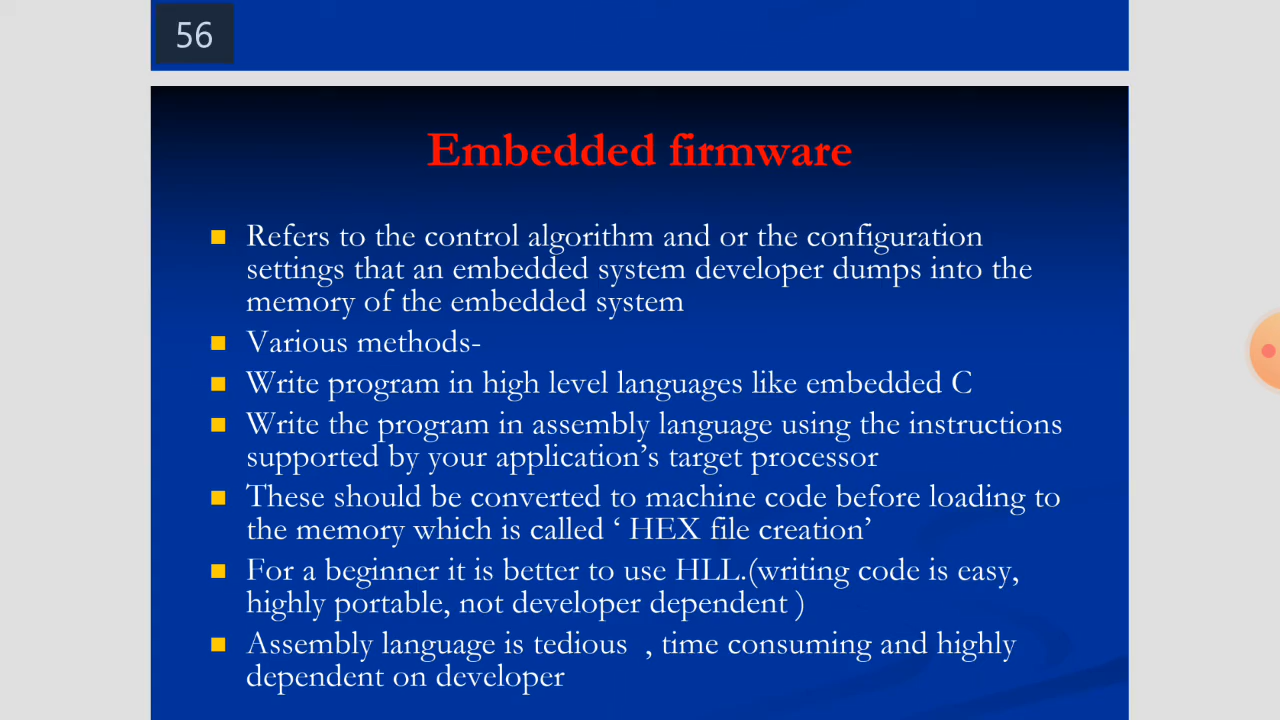 56
Embedded firmware
Refers to the control algorithm and or the configuration
settings that an embedded system developer dumps into the
memory of the embedded system
Various methods-
Write program in high level languages like embedded C
Write the program in assembly language using the instructions
supported by your application’s target processor
These should be converted to machine code before loading to
the memory which is called ‘ HEX file creation’
For a beginner it is better to use HLL.(writing code is easy,
highly portable, not developer dependent )
Assembly language is tedious , time consuming and highly
dependent on developer